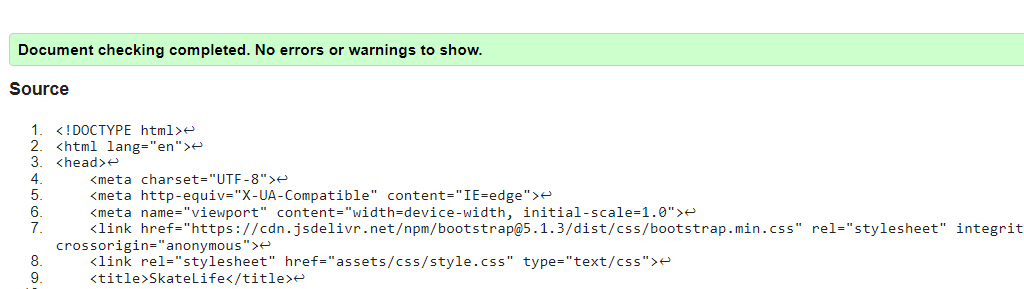 Document checking completed. No errors or warnings to show.
Source
1. <!DOCTYPE html>↩
2. <html lang="en">↩
3. <head>↩
4. <meta charset="UTF-8">↩
5. <meta http-equiv="X-UA-Compatible" content="IE=edge">↩
6. <meta name="viewport" content="width=device-width, initial-scale=1.0">↩
7. <link href="https://cdn.jsdelivr.net/npm/bootstrap@5.1.3/dist/css/bootstrap.min.css" rel="stylesheet" integrit
crossorigin="anonymous">↩
8. <link rel="stylesheet" href="assets/css/style.css" type="text/css">↩
9. <title>SkateLife</title>↩